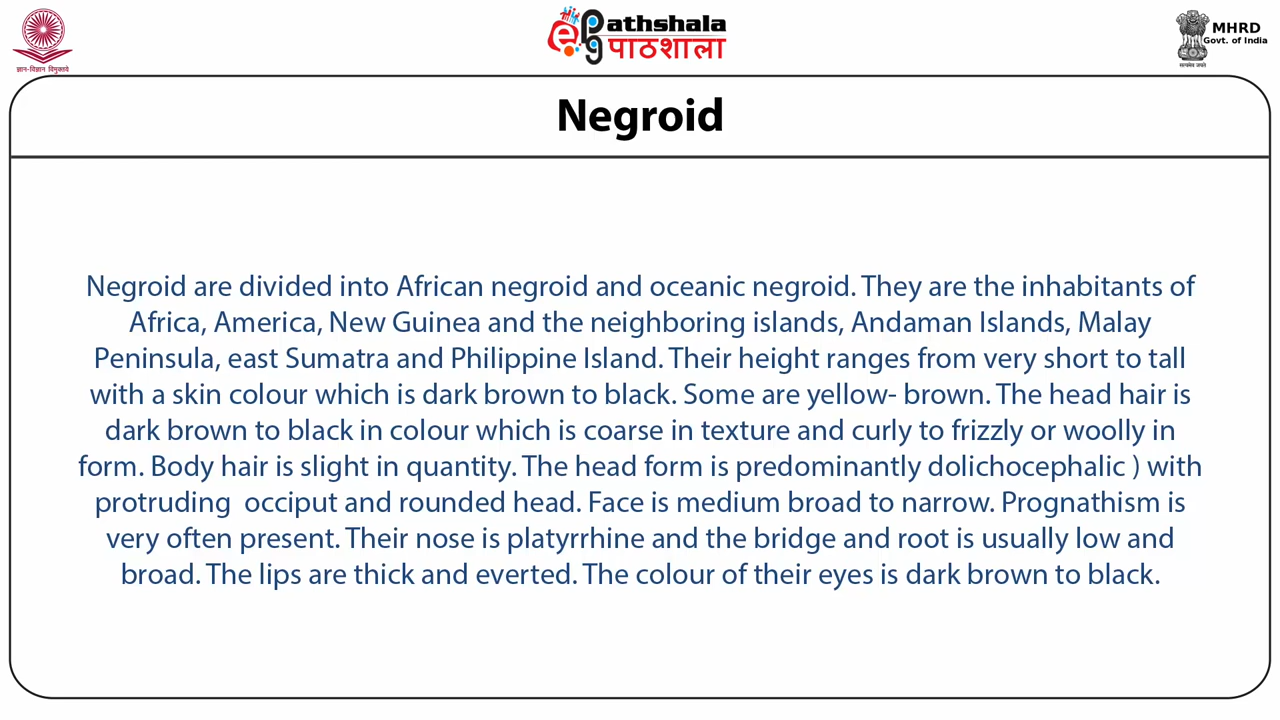 ज्ञान-विज्ञान विमुक्तये
e pg athshala
पाठशाला
MHRD
Govt. of India
सत्यमेव जयते
Negroid
Negroid are divided into African negroid and oceanic negroid. They are the inhabitants of
Africa, America, New Guinea and the neighboring islands, Andaman Islands, Malay
Peninsula, east Sumatra and Philippine Island. Their height ranges from very short to tall
with a skin colour which is dark brown to black. Some are yellow- brown. The head hair is
dark brown to black in colour which is coarse in texture and curly to frizzly or woolly in
form. Body hair is slight in quantity. The head form is predominantly dolichocephalic ) with
protruding  occiput and rounded head. Face is medium broad to narrow. Prognathism is
very often present. Their nose is platyrrhine and the bridge and root is usually low and
broad. The lips are thick and everted. The colour of their eyes is dark brown to black.